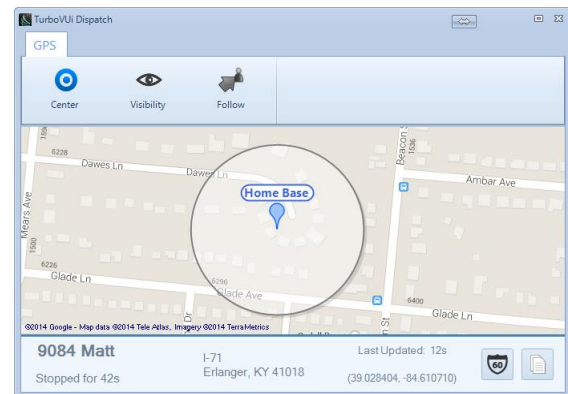 TurboVUi Dispatch
GPS
Center
Visibility
Follow
6228
Dawes Ln
Dawes Ln
Beacon S
1536
Ambar Ave
Home Base
Mears Ave
1500
6226
Glade Ln
6296
Glade Ave
Dr
n St
6400
Glade Ln
©2014 Google - Map data ©2014 Tele Atlas, Imagery ©2014 TerraMetrics
9084 Matt
Stopped for 42s
I-71
Erlanger, KY 41018
Last Updated: 12s
(39.028404, -84.610710)
60